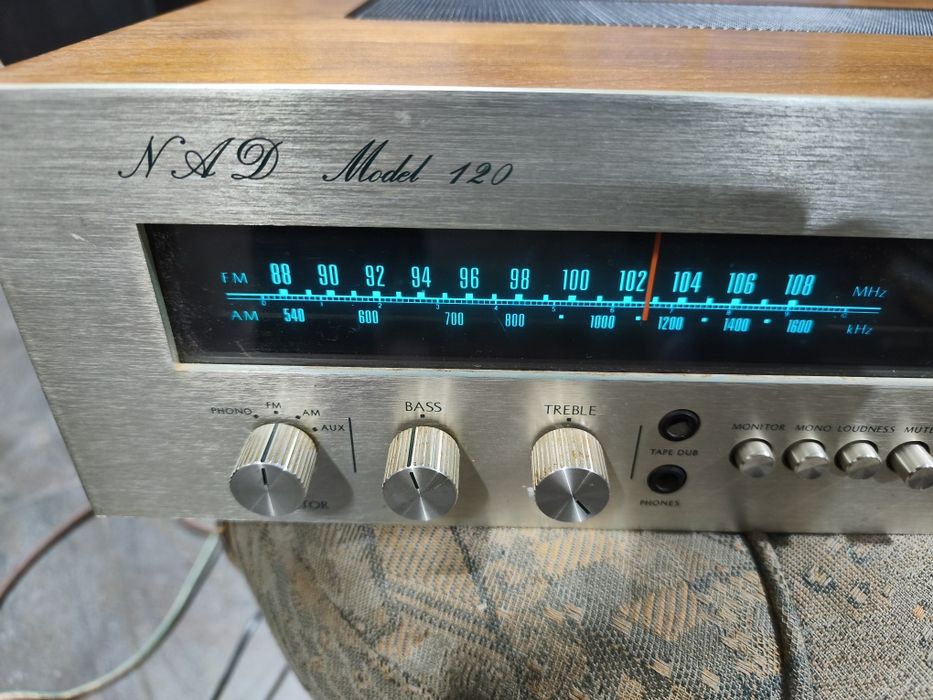 NAD Model 120
FM 88 90 92 94 96 98 100 102 104 106 108 MHz
AM 540 600 700 800 1000 1200 1400 1600 kHz
PHONO FM AM AUX
BASS
TREBLE
TAPE DUB
PHONES
MONITOR MONO LOUDNESS MUTE